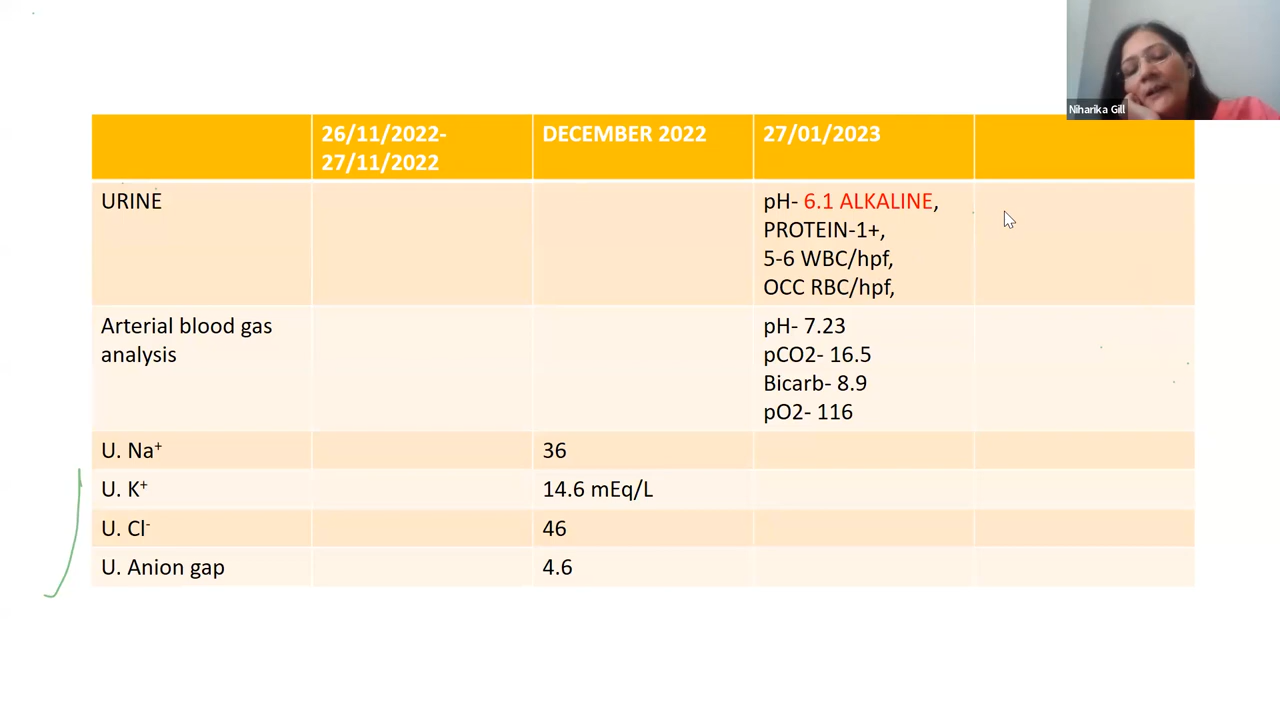 Niharika Gill
26/11/2022-
27/11/2022
DECEMBER 2022
27/01/2023
URINE
pH- 6.1 ALKALINE,
PROTEIN-1+,
5-6 WBC/hpf,
OCC RBC/hpf,
Arterial blood gas
analysis
pH- 7.23
pCO2- 16.5
Bicarb- 8.9
pO2- 116
U. Na⁺
36
U. K⁺
14.6 mEq/L
U. Cl⁻
46
U. Anion gap
4.6